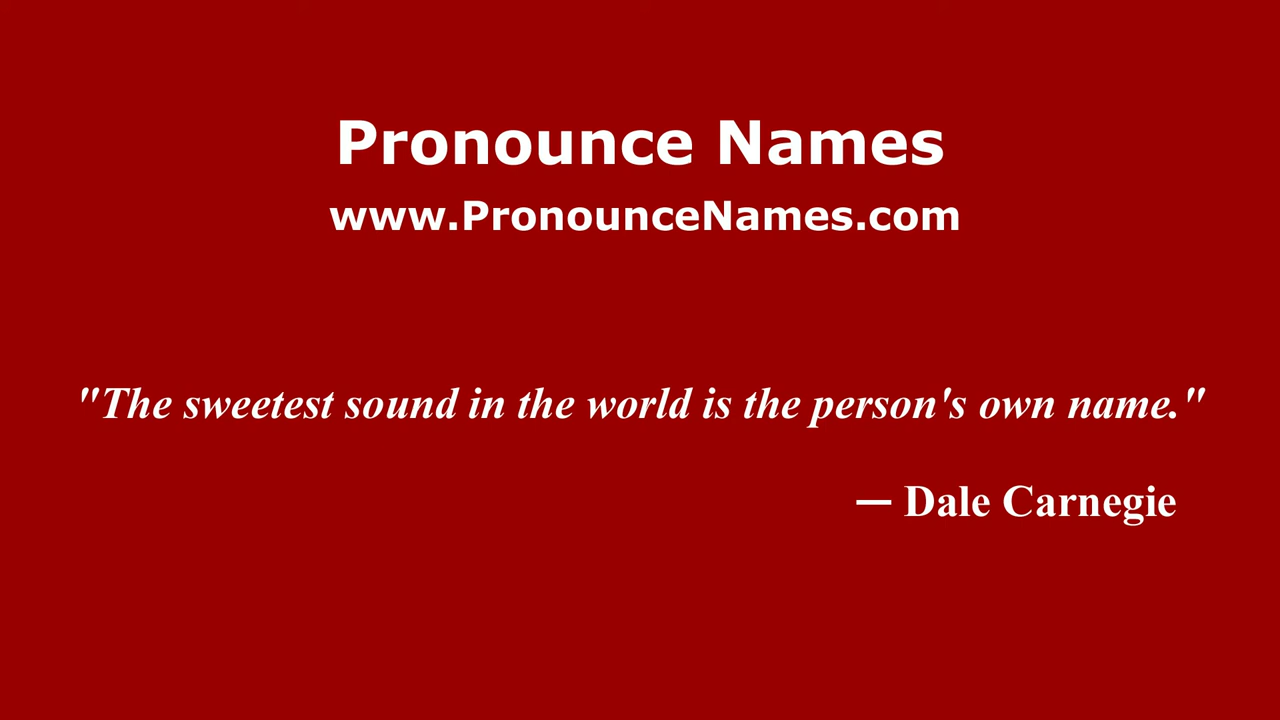 Pronounce Names
www.PronounceNames.com
"The sweetest sound in the world is the person's own name."
— Dale Carnegie